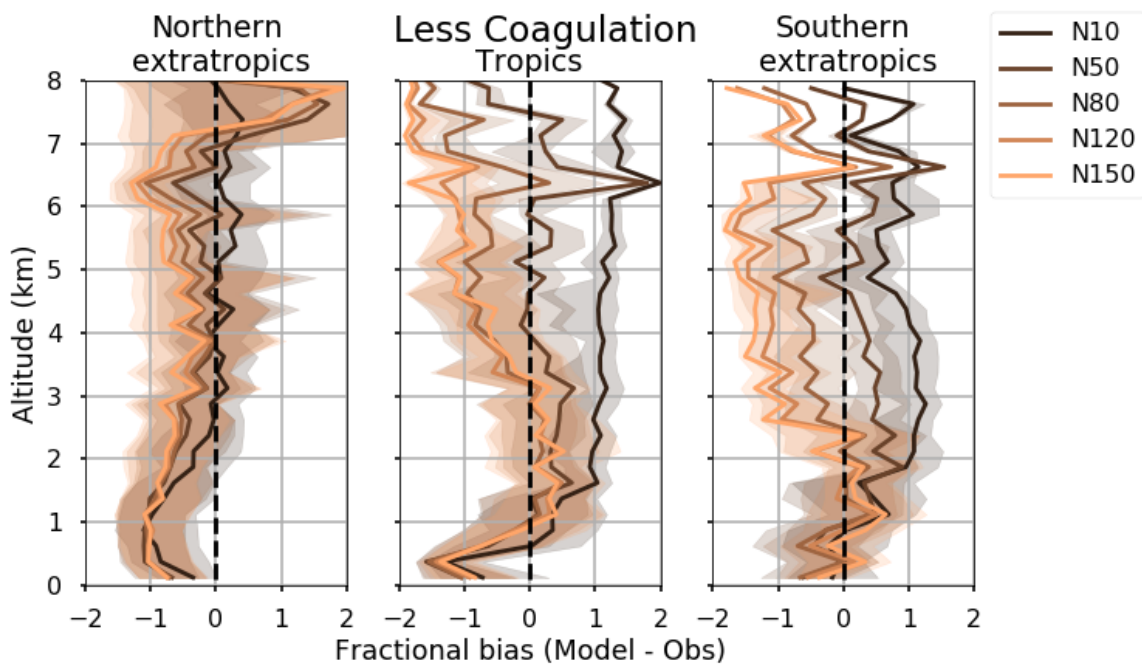 Less Coagulation
Northern
extratropics
Tropics
Southern
extratropics
N10
N50
N80
N120
N150
Altitude (km)
8
7
6
5
4
3
2
1
0
−2 −1 0 1 2
−2 −1 0 1 2
−2 −1 0 1 2
Fractional bias (Model - Obs)